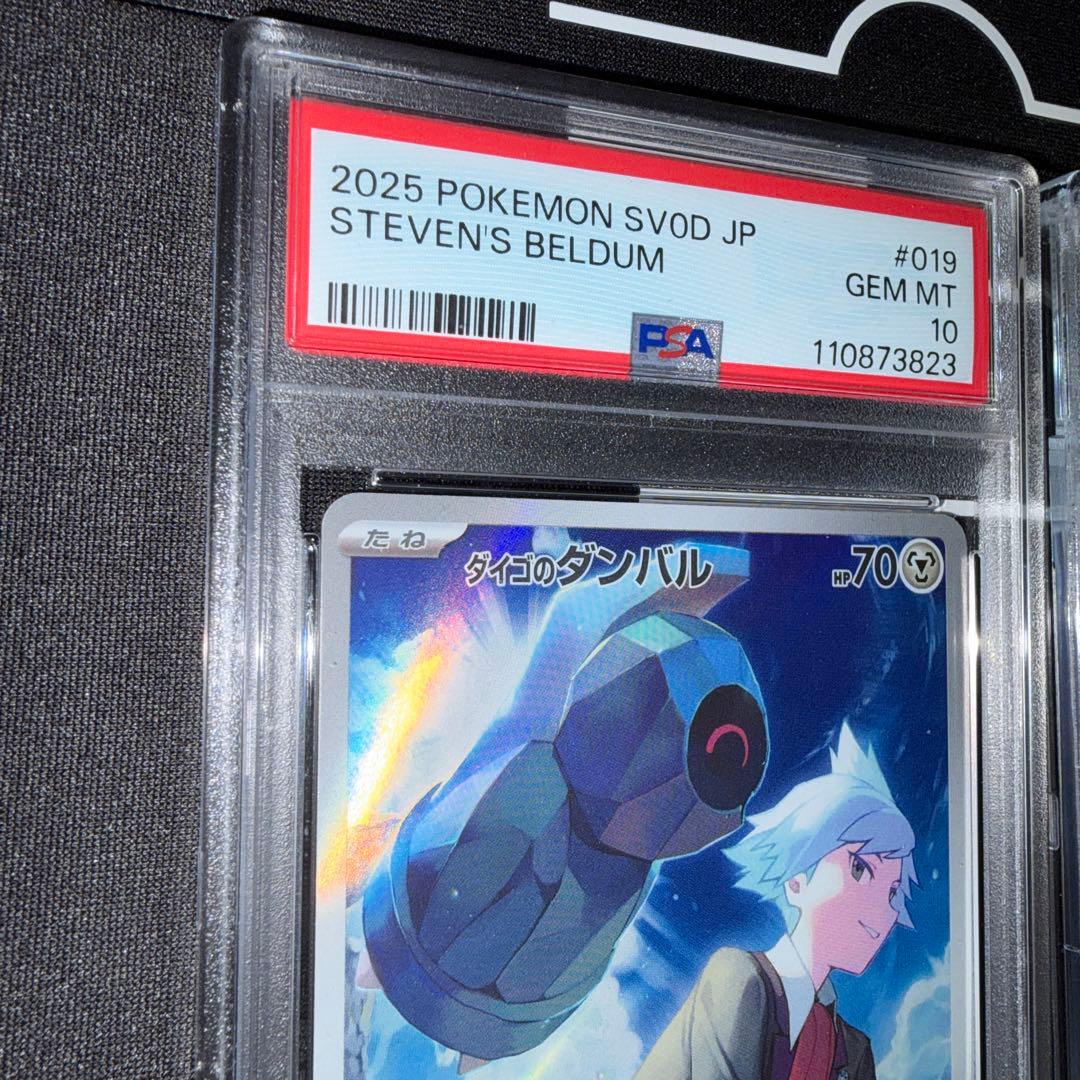 2025 POKEMON SV0D JP
STEVEN'S BELDUM
#019
GEM MT
10
110873823
PSA
たね
ダイゴのダンバル
HP70